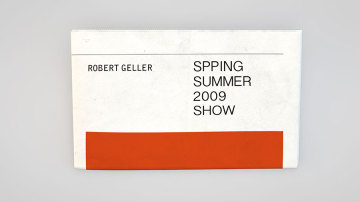 ROBERT GELLER
SPPING
SUMMER
2009
SHOW